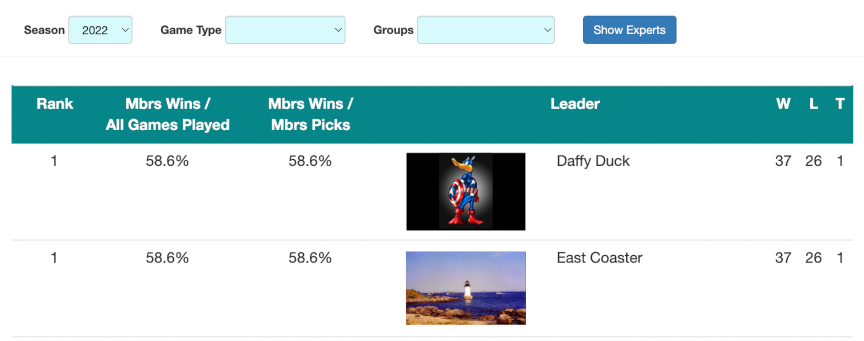 Season 2022 Game Type Groups Show Experts
Rank Mbrs Wins / Mbrs Wins / Leader W L T
All Games Played Mbrs Picks
1 58.6% 58.6% Daffy Duck 37 26 1
1 58.6% 58.6% East Coaster 37 26 1